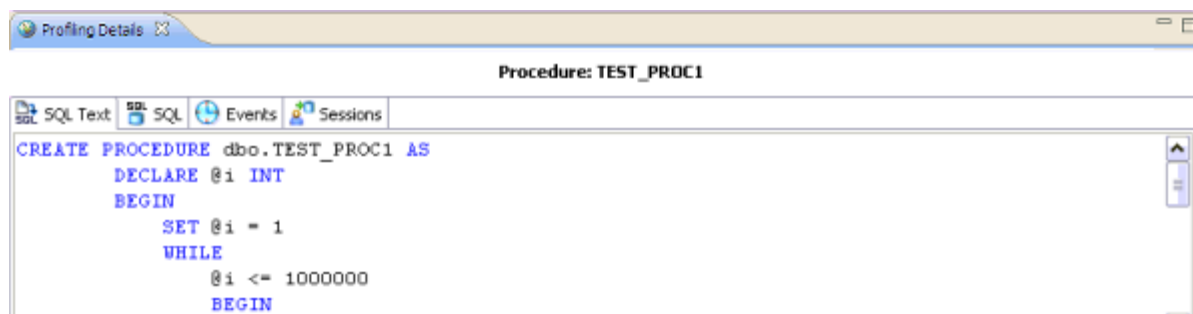 Profiling Details
Procedure: TEST_PROC1
SQL Text SQL Events Sessions
CREATE PROCEDURE dbo.TEST_PROC1 AS
DECLARE @i INT
BEGIN
SET @i = 1
WHILE
@i <= 1000000
BEGIN